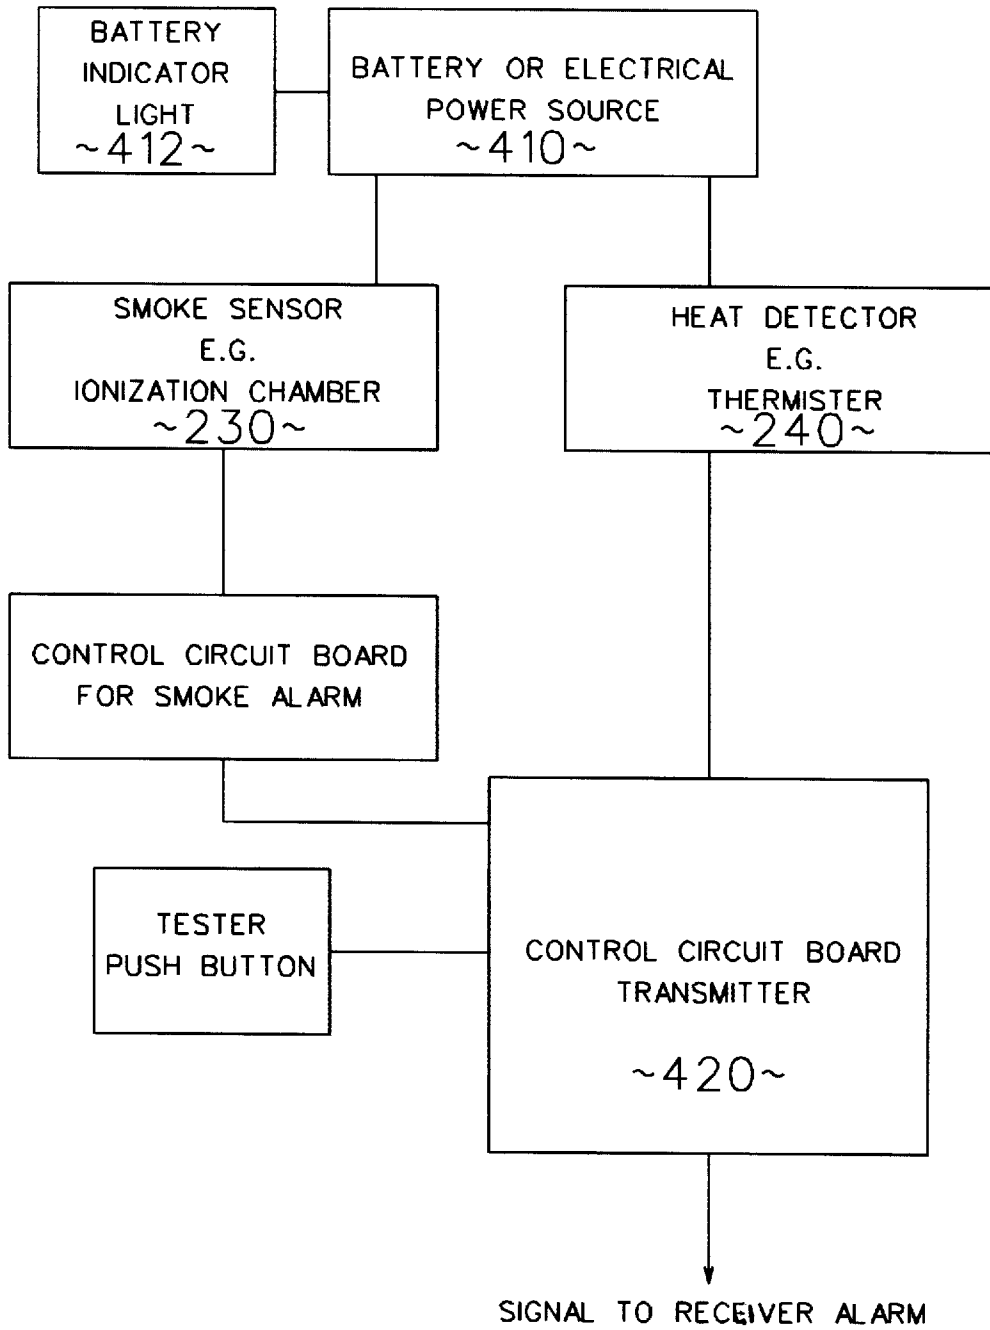 BATTERY
INDICATOR
LIGHT
~412~
BATTERY OR ELECTRICAL
POWER SOURCE
~410~
SMOKE SENSOR
E.G.
IONIZATION CHAMBER
~230~
HEAT DETECTOR
E.G.
THERMISTER
~240~
CONTROL CIRCUIT BOARD
FOR SMOKE ALARM
TESTER
PUSH BUTTON
CONTROL CIRCUIT BOARD
TRANSMITTER
~420~
SIGNAL TO RECEIVER ALARM